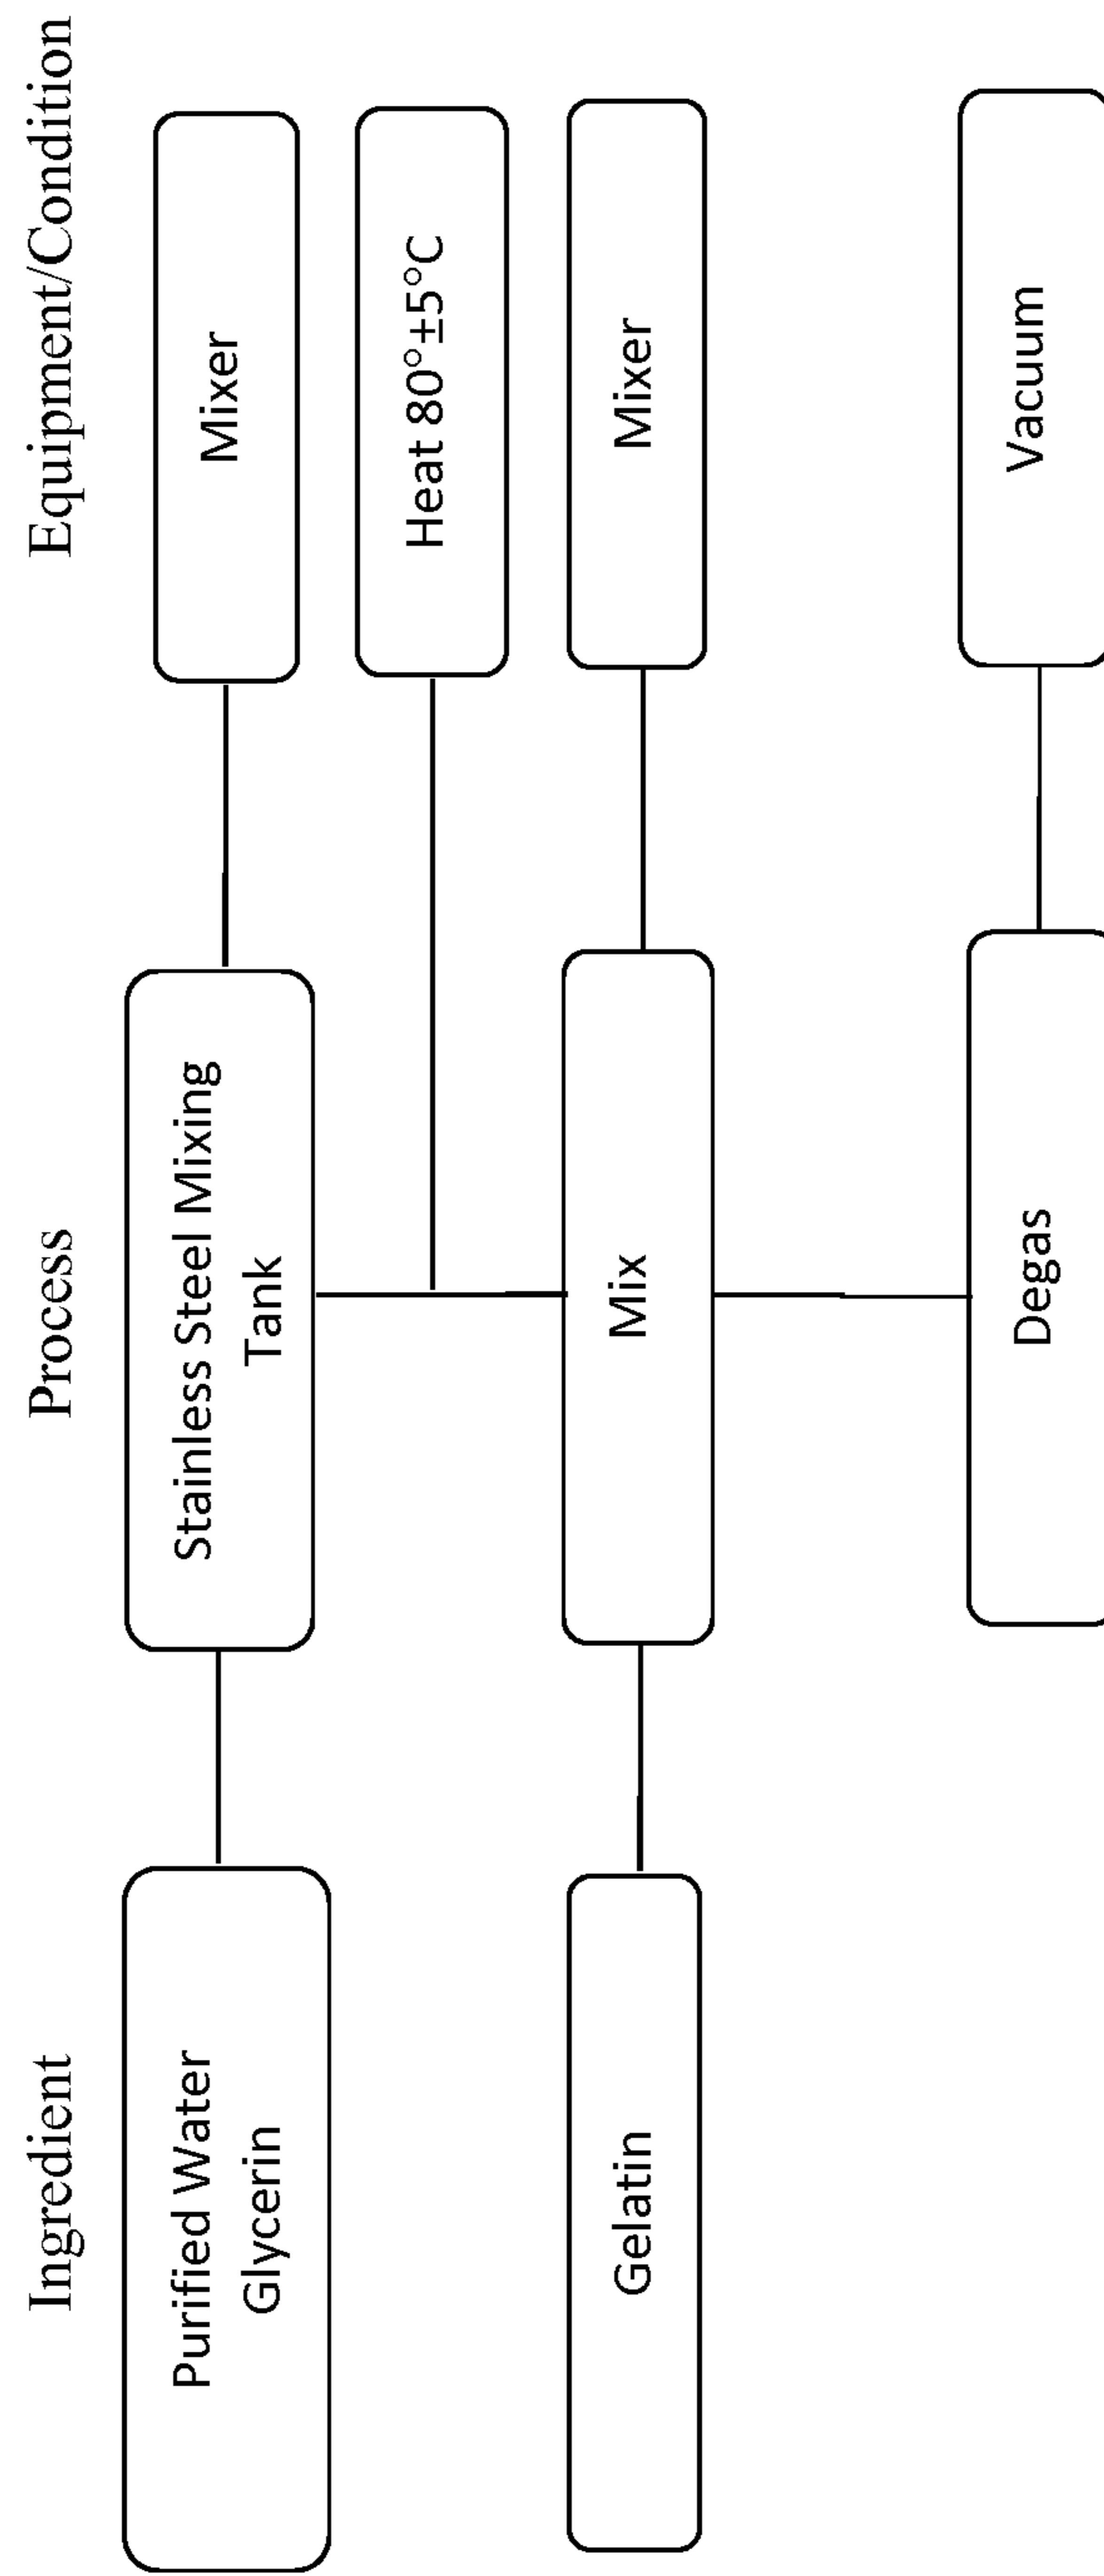 Ingredient
Process
Equipment/Condition
Purified Water
Glycerin
Stainless Steel Mixing
Tank
Mixer
Heat 80°±5°C
Gelatin
Mix
Mixer
Degas
Vacuum